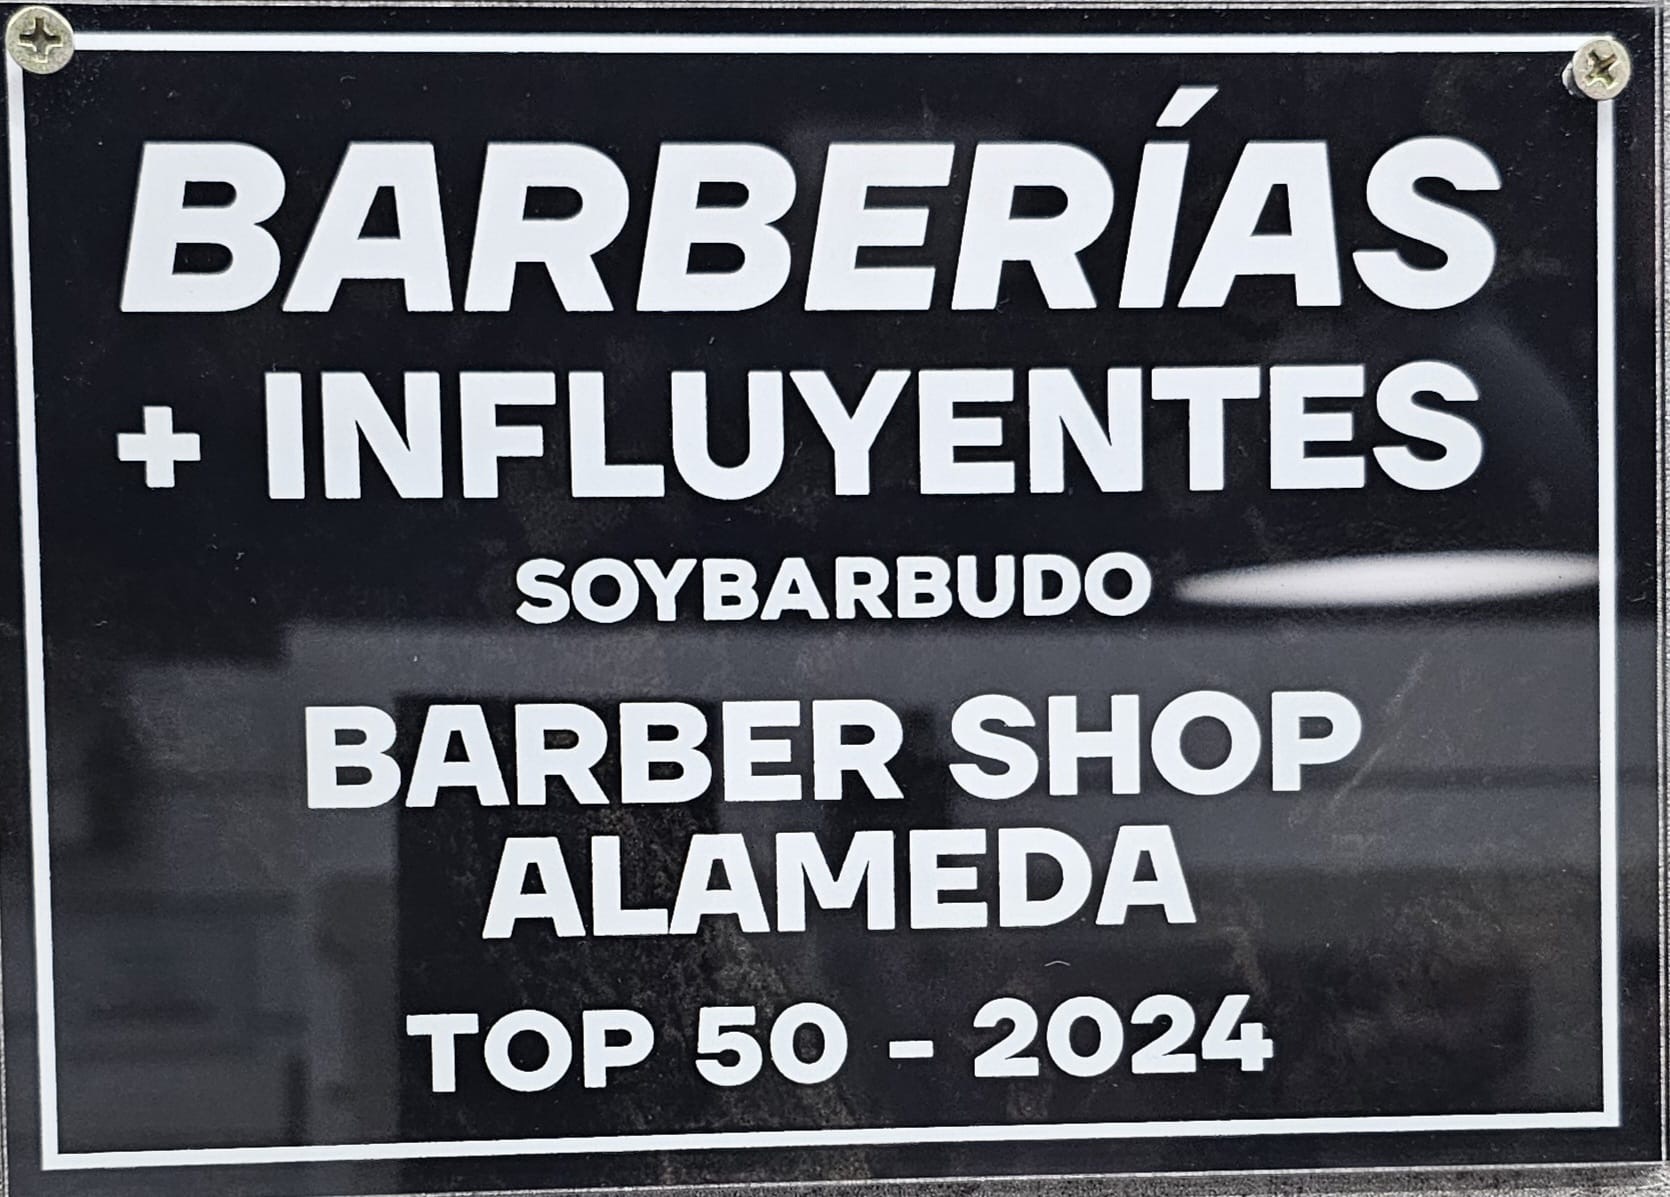 BARBERÍAS
+ INFLUYENTES
SOYBARBUDO
BARBER SHOP
ALAMEDA
TOP 50 - 2024